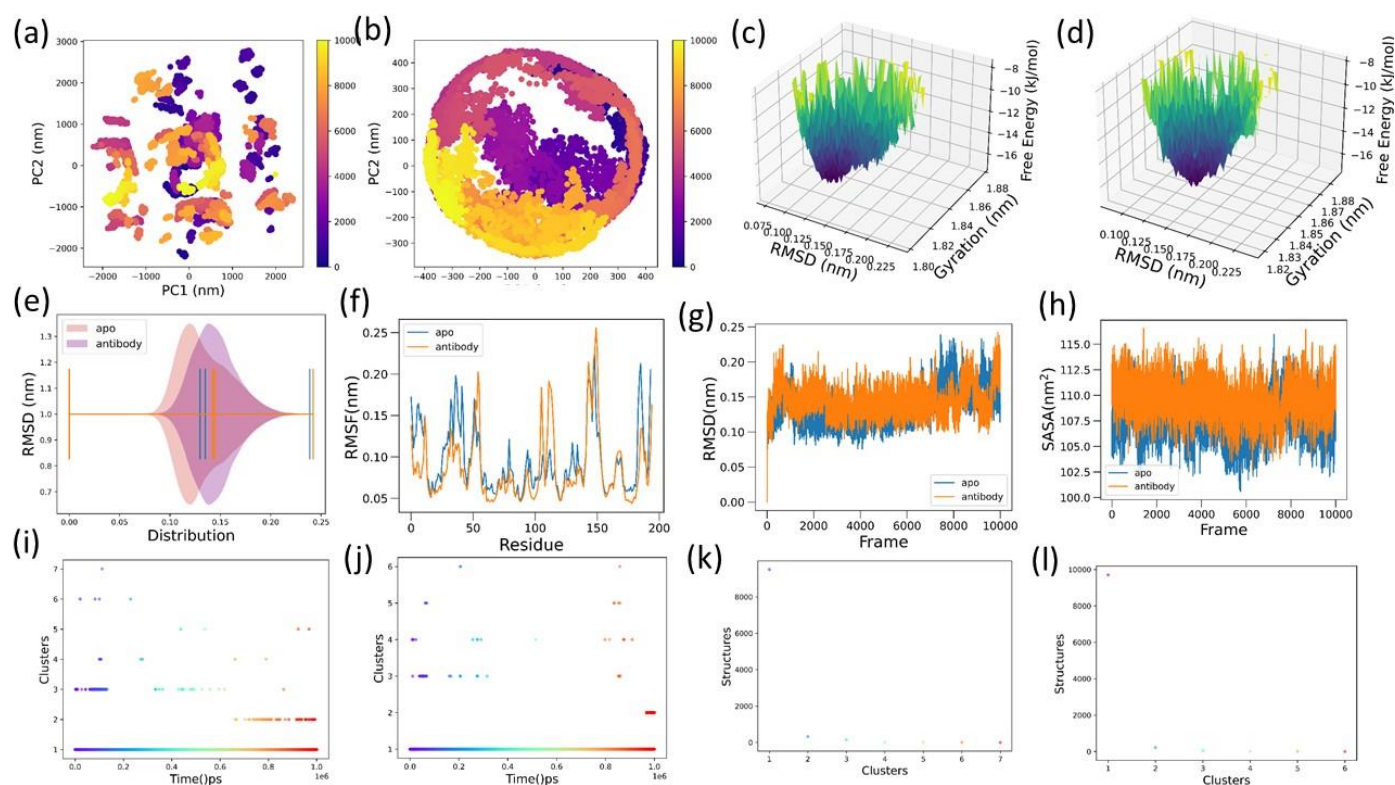 (a)
3000
2000
1000
0
−1000
−2000
PC2 (nm)
−2000 −1000 0 1000 2000
PC1 (nm)
10000
8000
6000
4000
2000
0
(b)
400
300
200
100
0
−100
−200
−300
PC2 (nm)
−400 −300 −200 −100 0 100 200 300 400
10000
8000
6000
4000
2000
0
(c)
−8
−10
−12
−14
−16
Free Energy (kJ/mol)
0.075 0.100 0.125 0.150 0.175 0.200 0.225
RMSD (nm)
1.80 1.82 1.84 1.86 1.88
Gyration (nm)
(d)
−8
−10
−12
−14
−16
Free Energy (kJ/mol)
0.100 0.125 0.150 0.175 0.200 0.225
RMSD (nm)
1.82 1.83 1.84 1.85 1.86 1.87 1.88
Gyration (nm)
(e)
apo
antibody
1.3
1.2
1.1
1.0
0.9
0.8
0.7
RMSD (nm)
0.00 0.05 0.10 0.15 0.20 0.25
Distribution
(f)
apo
antibody
0.25
0.20
0.15
0.10
0.05
RMSF(nm)
0 50 100 150 200
Residue
(g)
0.25
0.20
0.15
0.10
0.05
0.00
RMSD(nm)
apo
antibody
0 2000 4000 6000 8000 10000
Frame
(h)
115.0
112.5
110.0
107.5
105.0
102.5
100.0
SASA(nm²)
apo
antibody
0 2000 4000 6000 8000 10000
Frame
(i)
7
6
5
4
3
2
1
Clusters
0.0 0.2 0.4 0.6 0.8 1.0
1e6
Time()ps
(j)
6
5
4
3
2
1
Clusters
0.0 0.2 0.4 0.6 0.8 1.0
1e6
Time()ps
(k)
8000
6000
4000
2000
0
Structures
1 2 3 4 5 6 7
Clusters
(l)
10000
8000
6000
4000
2000
0
Structures
1 2 3 4 5 6
Clusters